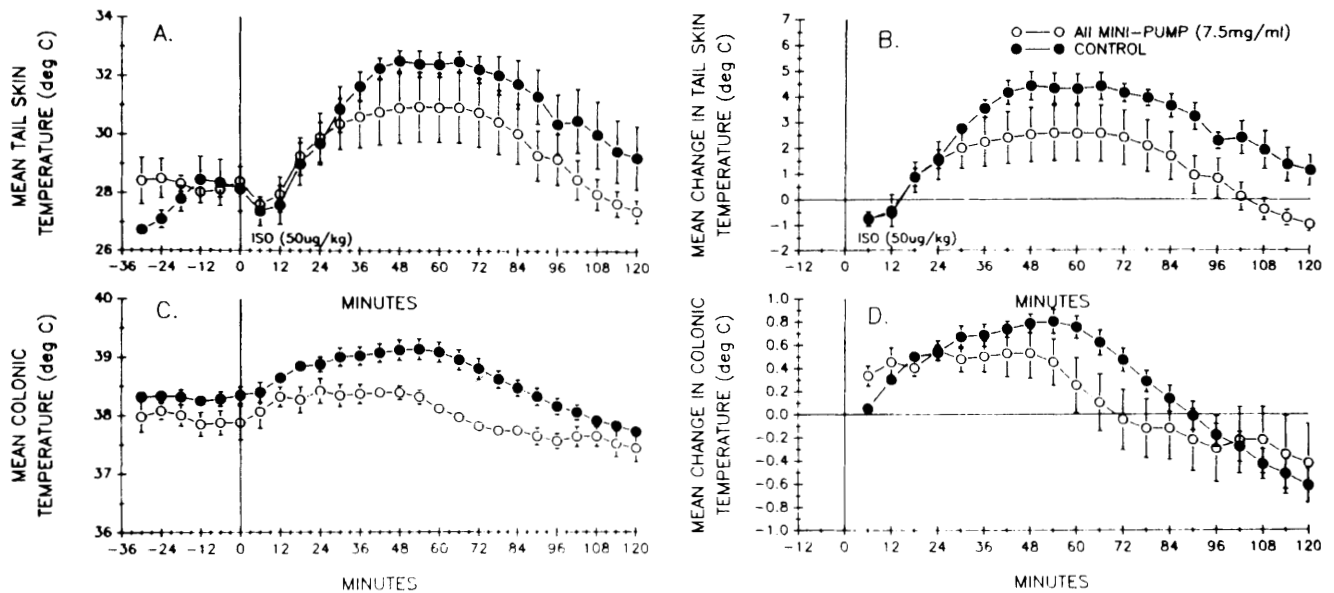 A.
MEAN TAIL SKIN
TEMPERATURE (deg C)
34
32
30
28
26
ISO (50ug/kg)
-36 -24 -12 0 12 24 36 48 60 72 84 96 108 120
MINUTES
B.
MEAN CHANGE IN TAIL SKIN
TEMPERATURE (deg C)
7
6
5
4
3
2
1
0
-1
-2
AII MINI-PUMP (7.5mg/ml)
CONTROL
ISO (50ug/kg)
-12 0 12 24 36 48 60 72 84 96 108 120
MINUTES
C.
MEAN COLONIC
TEMPERATURE (deg C)
40
39
38
37
36
-36 -24 -12 0 12 24 36 48 60 72 84 96 108 120
MINUTES
D.
MEAN CHANGE IN COLONIC
TEMPERATURE (deg C)
1.0
0.8
0.6
0.4
0.2
0.0
-0.2
-0.4
-0.6
-0.8
-1.0
-12 0 12 24 36 48 60 72 84 96 108 120
MINUTES